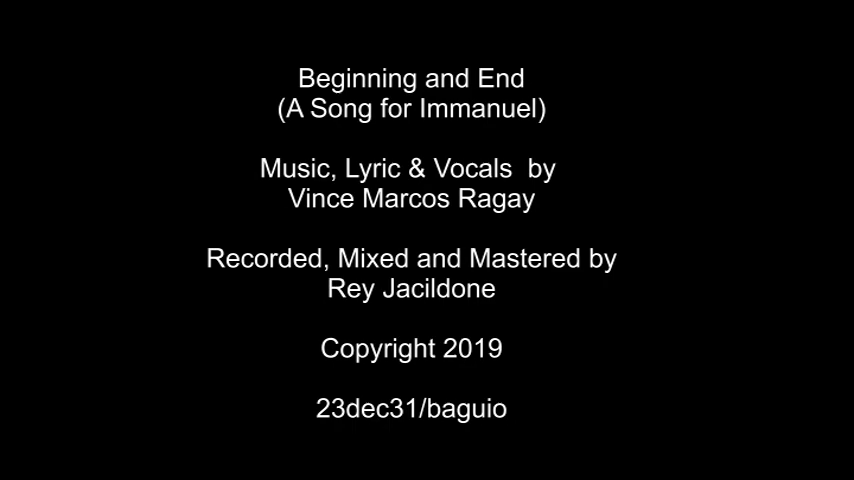 Beginning and End
(A Song for Immanuel)
Music, Lyric & Vocals  by
Vince Marcos Ragay
Recorded, Mixed and Mastered by
Rey Jacildone
Copyright 2019
23dec31/baguio